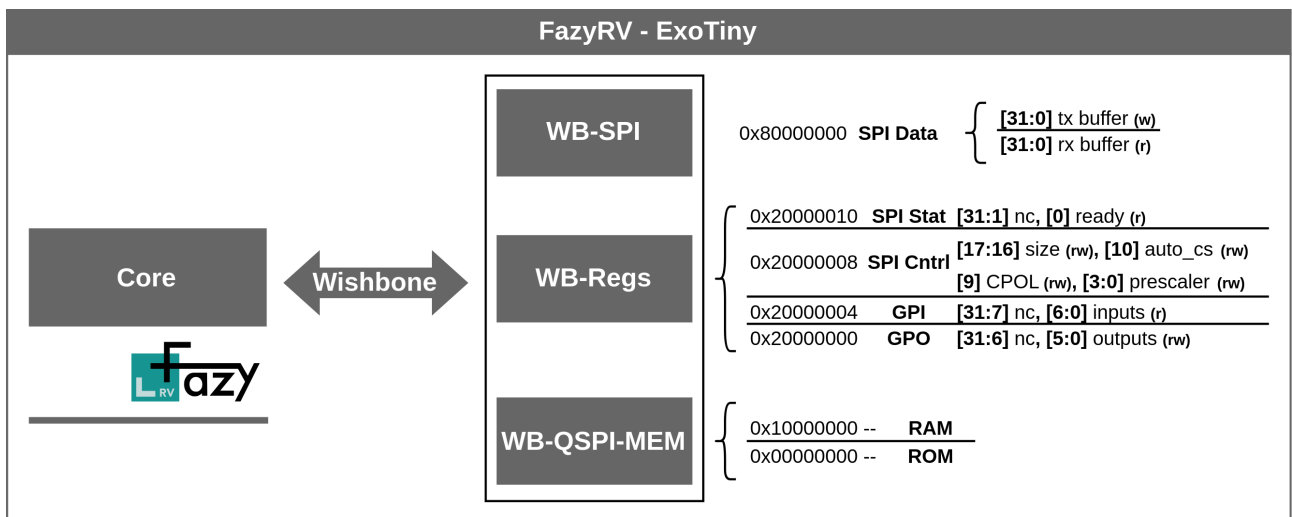 FazyRV - ExoTiny
WB-SPI
0x80000000 SPI Data
[31:0] tx buffer (w)
[31:0] rx buffer (r)
Core
Wishbone
WB-Regs
0x20000010 SPI Stat [31:1] nc, [0] ready (r)
0x20000008 SPI Cntrl
[17:16] size (rw), [10] auto_cs (rw)
[9] CPOL (rw), [3:0] prescaler (rw)
0x20000004 GPI [31:7] nc, [6:0] inputs (r)
0x20000000 GPO [31:6] nc, [5:0] outputs (rw)
fazy
RV
WB-QSPI-MEM
0x10000000 -- RAM
0x00000000 -- ROM